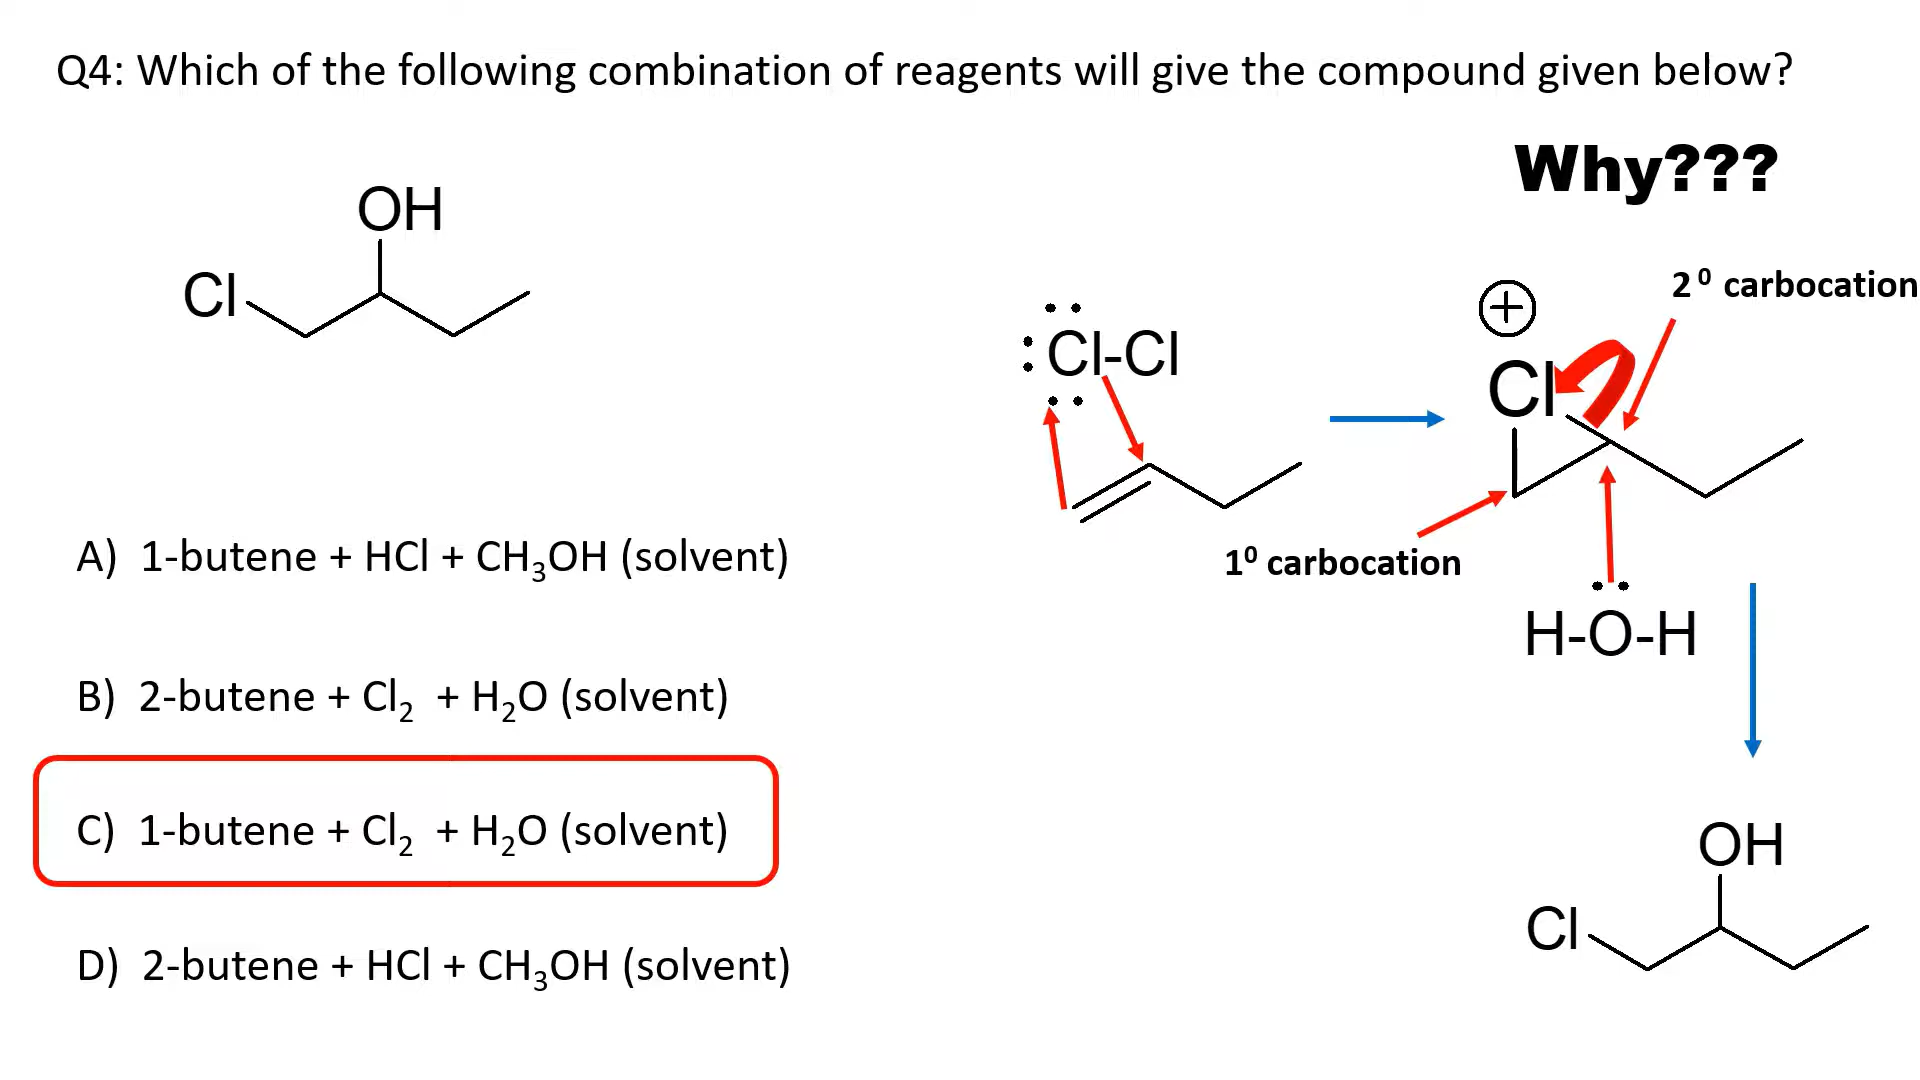 Q4: Which of the following combination of reagents will give the compound given below?
Why???
OH
Cl
2⁰ carbocation
+
Cl-Cl
Cl
1⁰ carbocation
H-O-H
A) 1-butene + HCl + CH₃OH (solvent)
B) 2-butene + Cl₂ + H₂O (solvent)
C) 1-butene + Cl₂ + H₂O (solvent)
D) 2-butene + HCl + CH₃OH (solvent)
OH
Cl